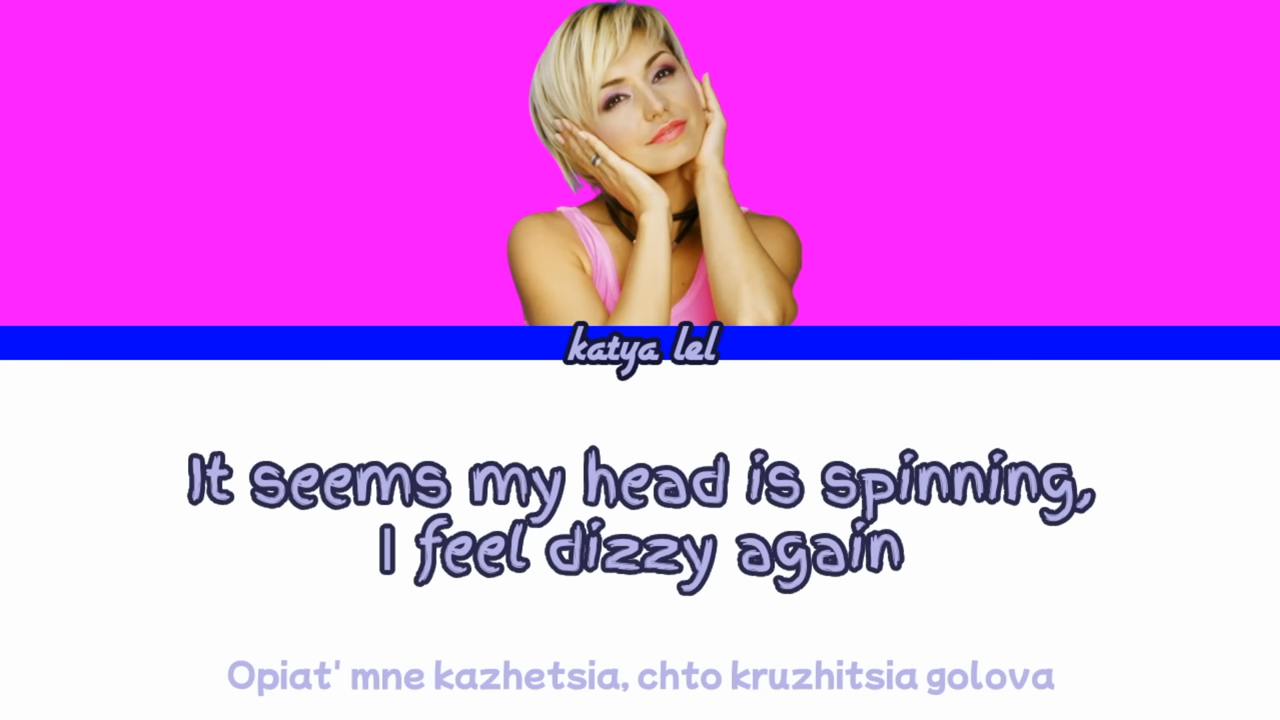 katya lel
It seems my head is spinning,
I feel dizzy again
Opiat' mne kazhetsia, chto kruzhitsia golova